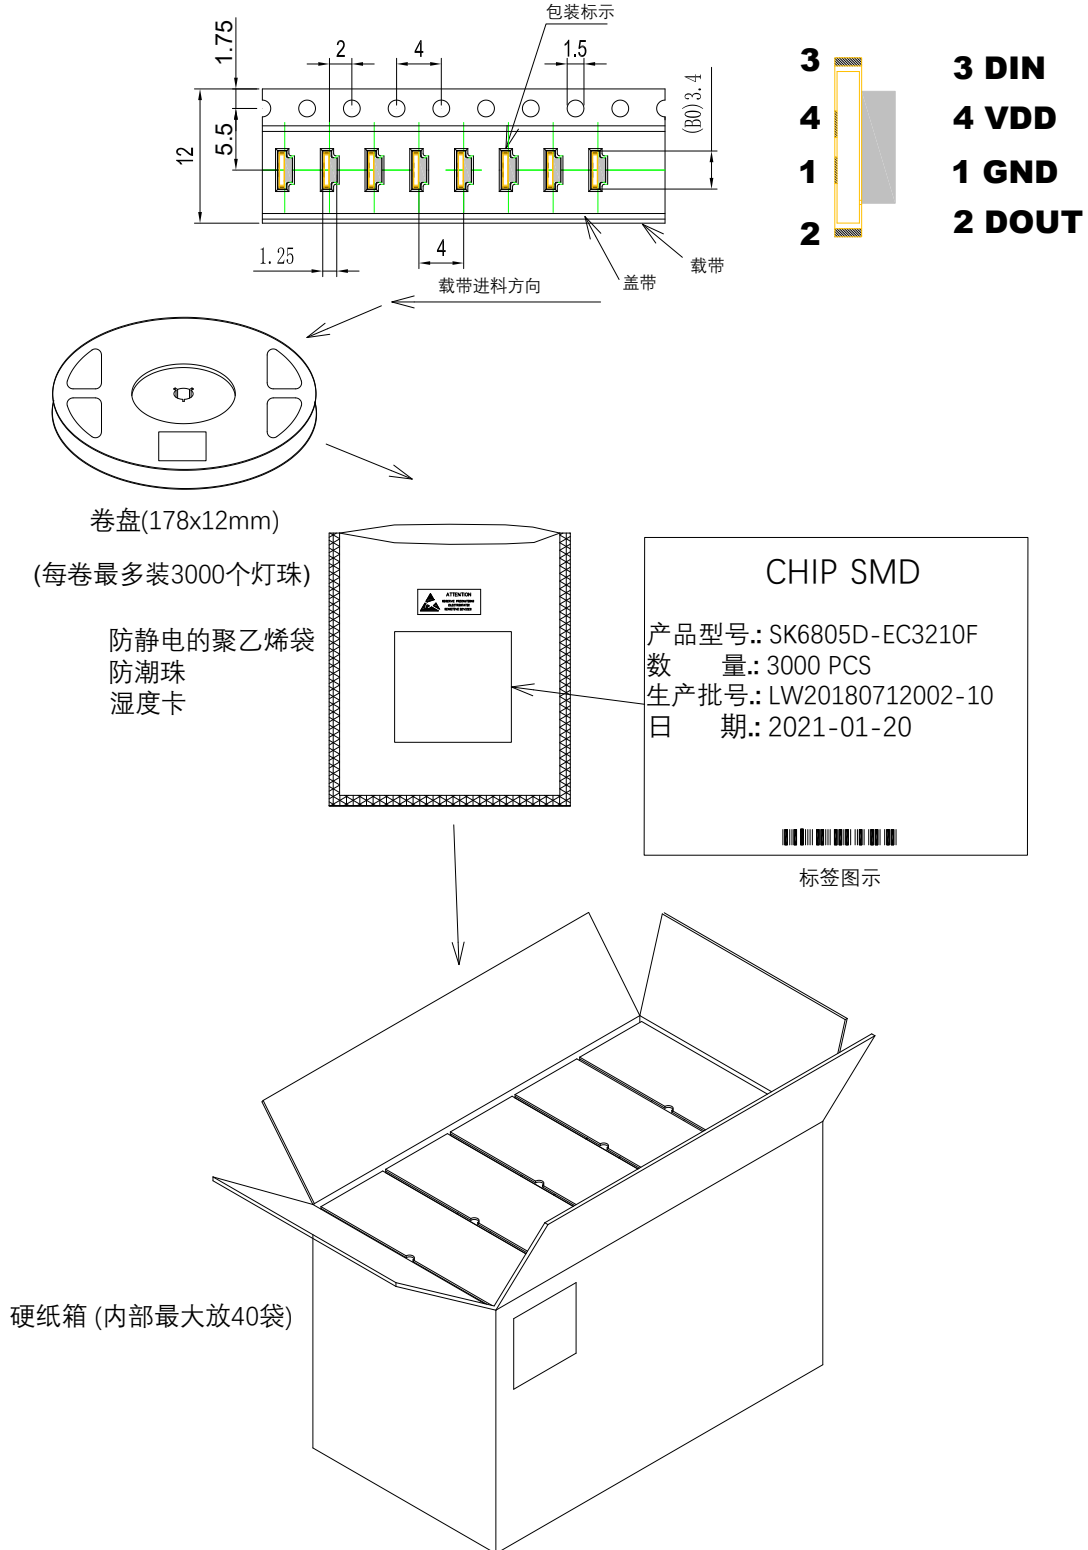 包装标示
1.75
2
4
1.5
(B0)3.4
12
5.5
1.25
4
载带
盖带
载带进料方向
3
4
1
2
3 DIN
4 VDD
1 GND
2 DOUT
卷盘(178x12mm)
(每卷最多装3000个灯珠)
防静电的聚乙烯袋
防潮珠
湿度卡
ATTENTION
CHIP SMD
产品型号.: SK6805D-EC3210F
数 量.: 3000 PCS
生产批号.: LW20180712002-10
日 期.: 2021-01-20
标签图示
硬纸箱 (内部最大放40袋)